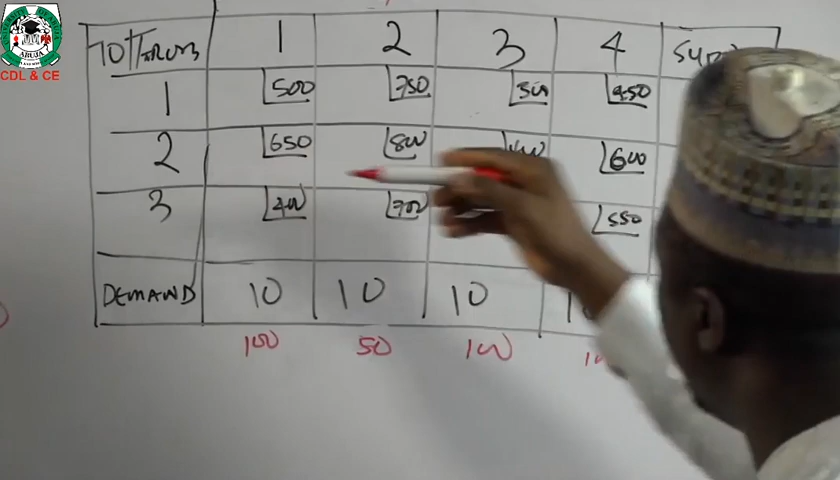 ABUJA
CDL & CE
TO FROM 1 2 3 4
1 500 750 300 450
2 650 800 600
3 400 700 550
DEMAND 10 10 10
100 50 100